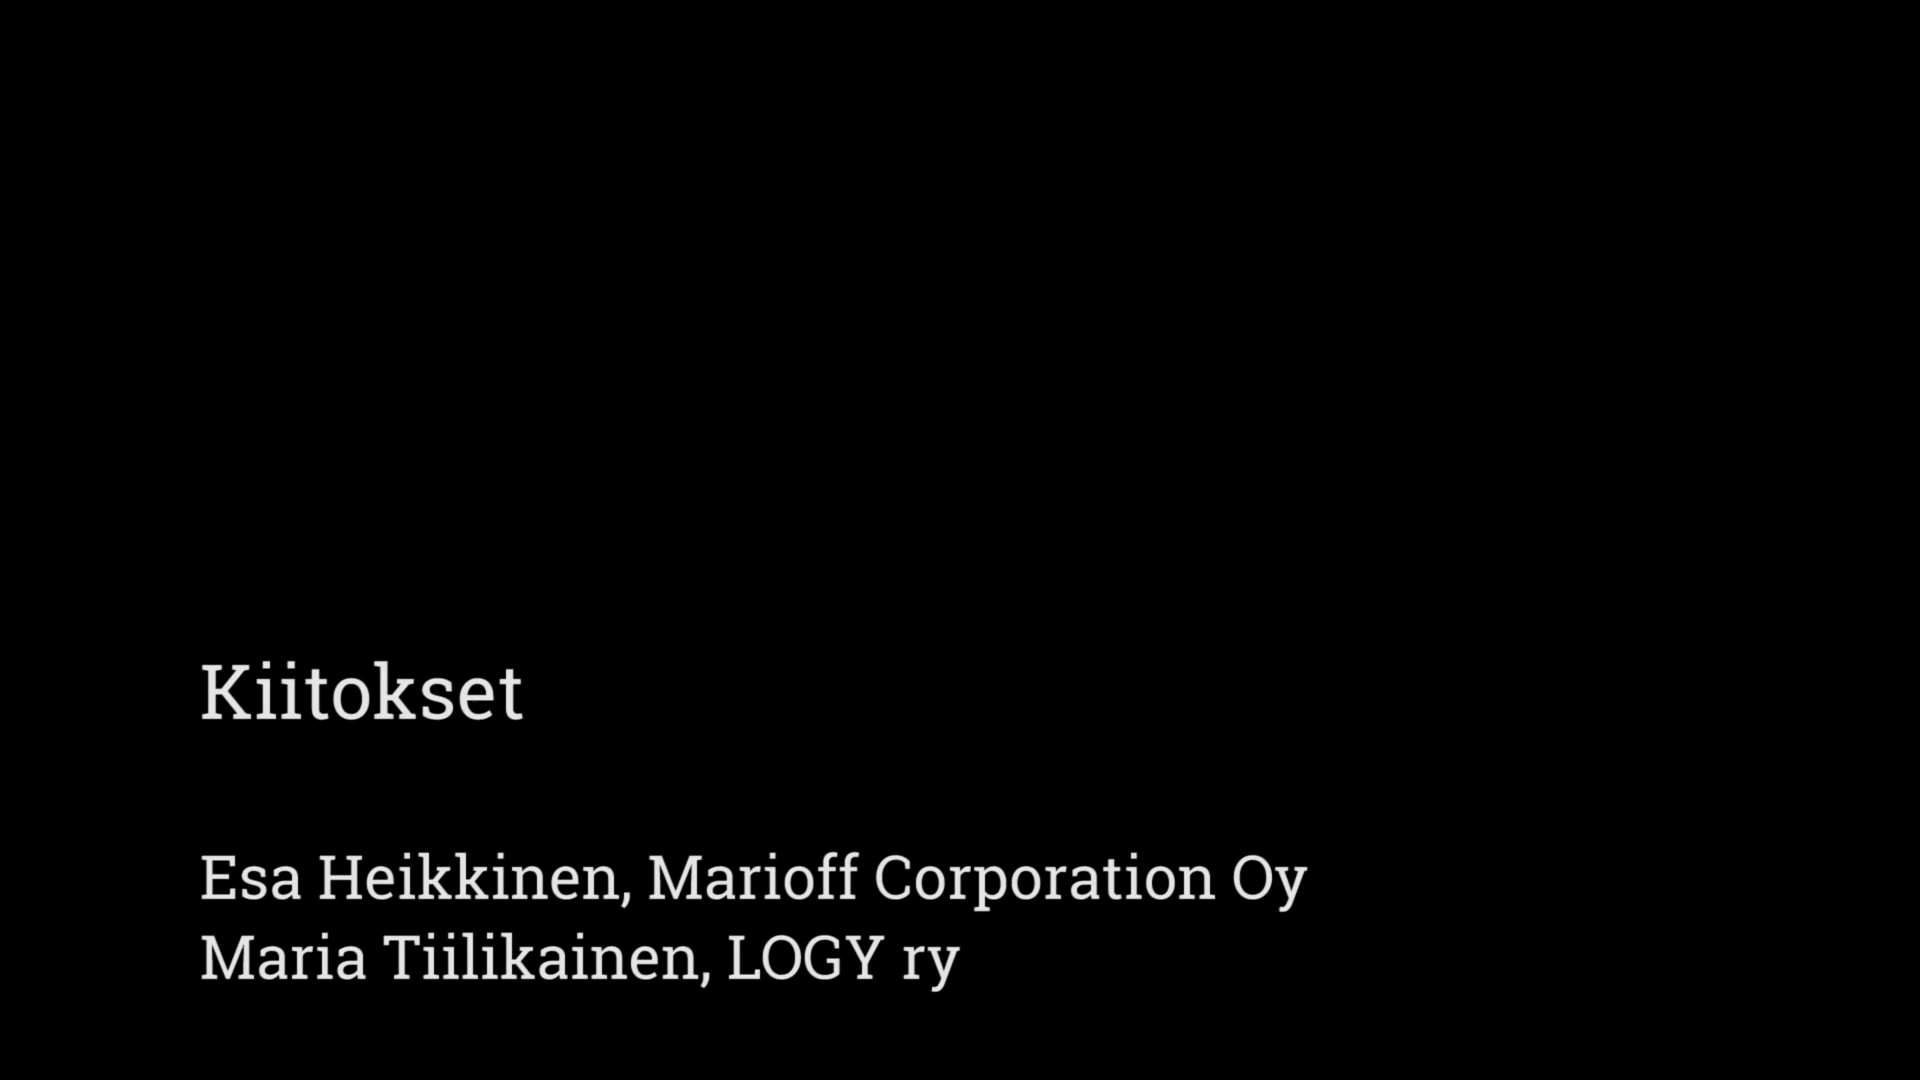 Kiitokset
Esa Heikkinen, Marioff Corporation Oy
Maria Tiilikainen, LOGY ry